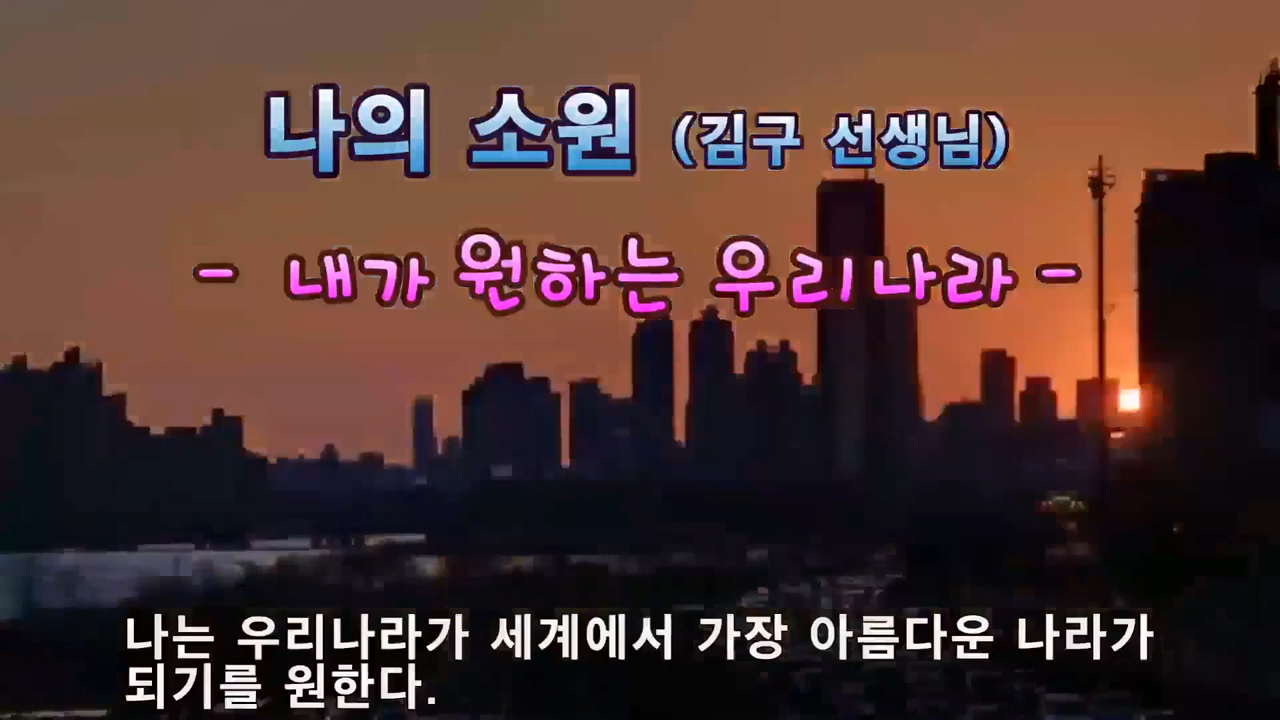 나의 소원 (김구 선생님)
- 내가 원하는 우리나라 -
나는 우리나라가 세계에서 가장 아름다운 나라가
되기를 원한다.